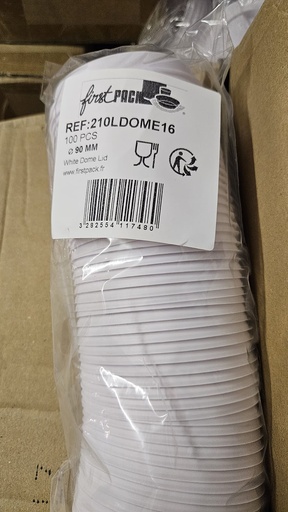 first PACK
REF:210LDOME16
100 PCS
⌀ 90 MM
White Dome Lid
www.firstpack.fr
3 282554 117480